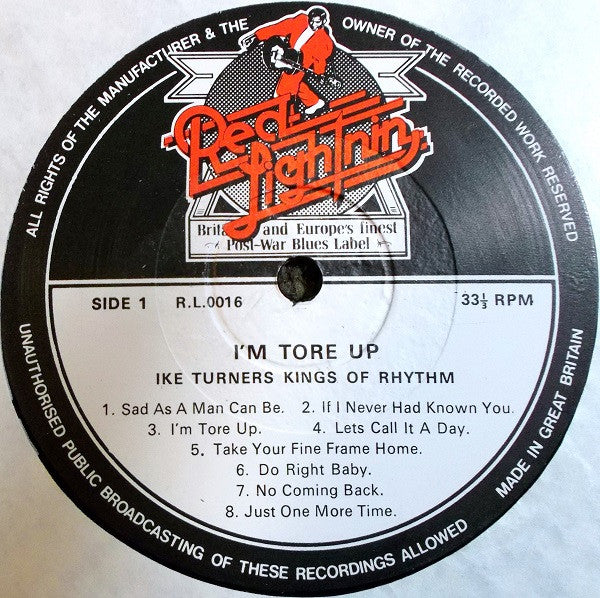 ALL RIGHTS OF THE MANUFACTURER & THE OWNER OF THE RECORDED WORK RESERVED
Red
Lightnin
Britain and Europe's finest
Post-War Blues Label
SIDE 1 R.L.0016 33⅓ RPM
I'M TORE UP
IKE TURNERS KINGS OF RHYTHM
1. Sad As A Man Can Be. 2. If I Never Had Known You.
3. I'm Tore Up. 4. Lets Call It A Day.
5. Take Your Fine Frame Home.
6. Do Right Baby.
7. No Coming Back.
8. Just One More Time.
UNAUTHORISED PUBLIC BROADCASTING OF THESE RECORDINGS ALLOWED
MADE IN GREAT BRITAIN